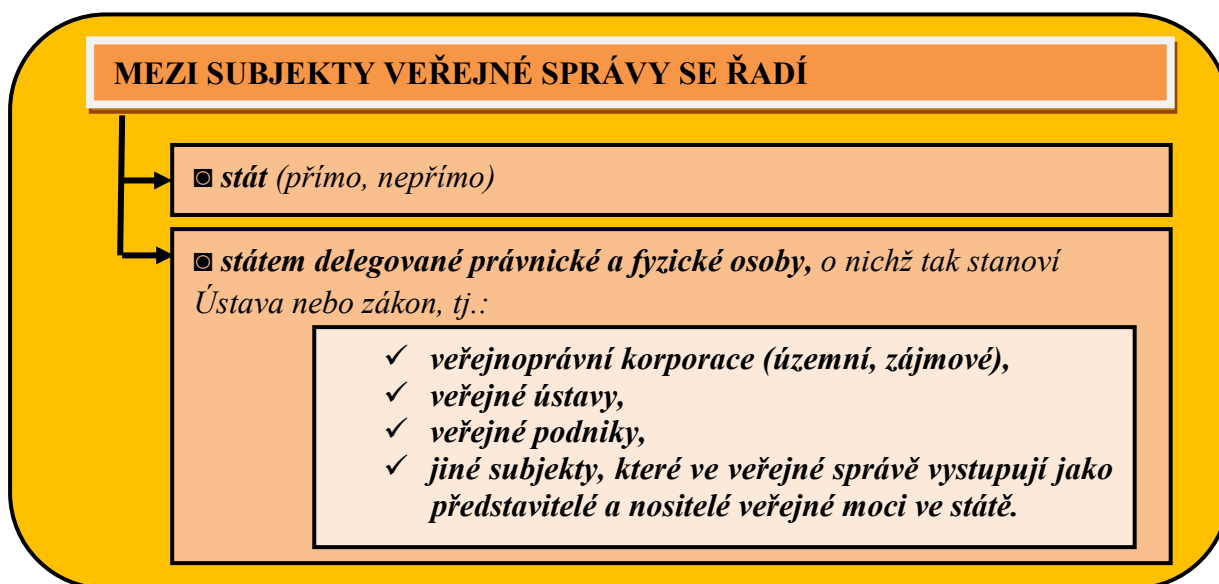 MEZI SUBJEKTY VEŘEJNÉ SPRÁVY SE ŘADÍ
◙ stát (přímo, nepřímo)
◙ státem delegované právnické a fyzické osoby, o nichž tak stanoví
Ústava nebo zákon, tj.:
✓ veřejnoprávní korporace (územní, zájmové),
✓ veřejné ústavy,
✓ veřejné podniky,
✓ jiné subjekty, které ve veřejné správě vystupují jako
představitelé a nositelé veřejné moci ve státě.